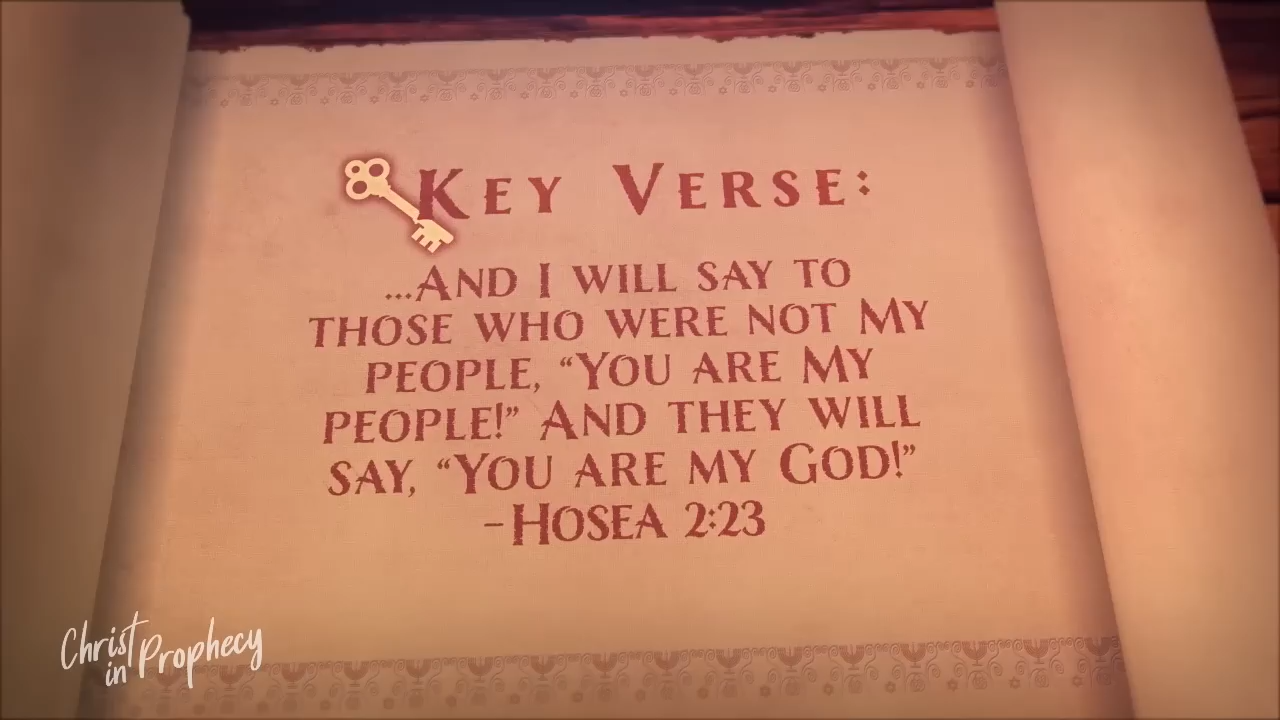 KEY VERSE:
...AND I WILL SAY TO
THOSE WHO WERE NOT MY
PEOPLE, “YOU ARE MY
PEOPLE!” AND THEY WILL
SAY, “YOU ARE MY GOD!”
-HOSEA 2:23
Christ
in Prophecy